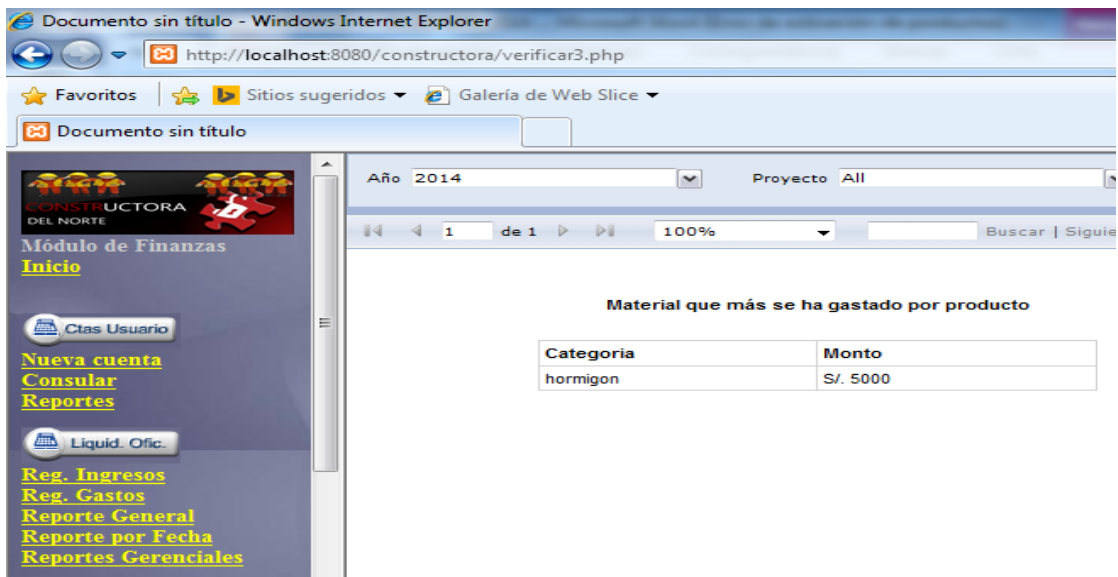 Documento sin título - Windows Internet Explorer
http://localhost:8080/constructora/verificar3.php
Favoritos Sitios sugeridos Galería de Web Slice
Documento sin título
CONSTRUCTORA
DEL NORTE
Módulo de Finanzas
Inicio
Ctas Usuario
Nueva cuenta
Consular
Reportes
Liquid. Ofic.
Reg. Ingresos
Reg. Gastos
Reporte General
Reporte por Fecha
Reportes Gerenciales
Año 2014 Proyecto All
1 de 1 100% Buscar | Siguie
Material que más se ha gastado por producto
Categoria Monto
hormigon S/. 5000